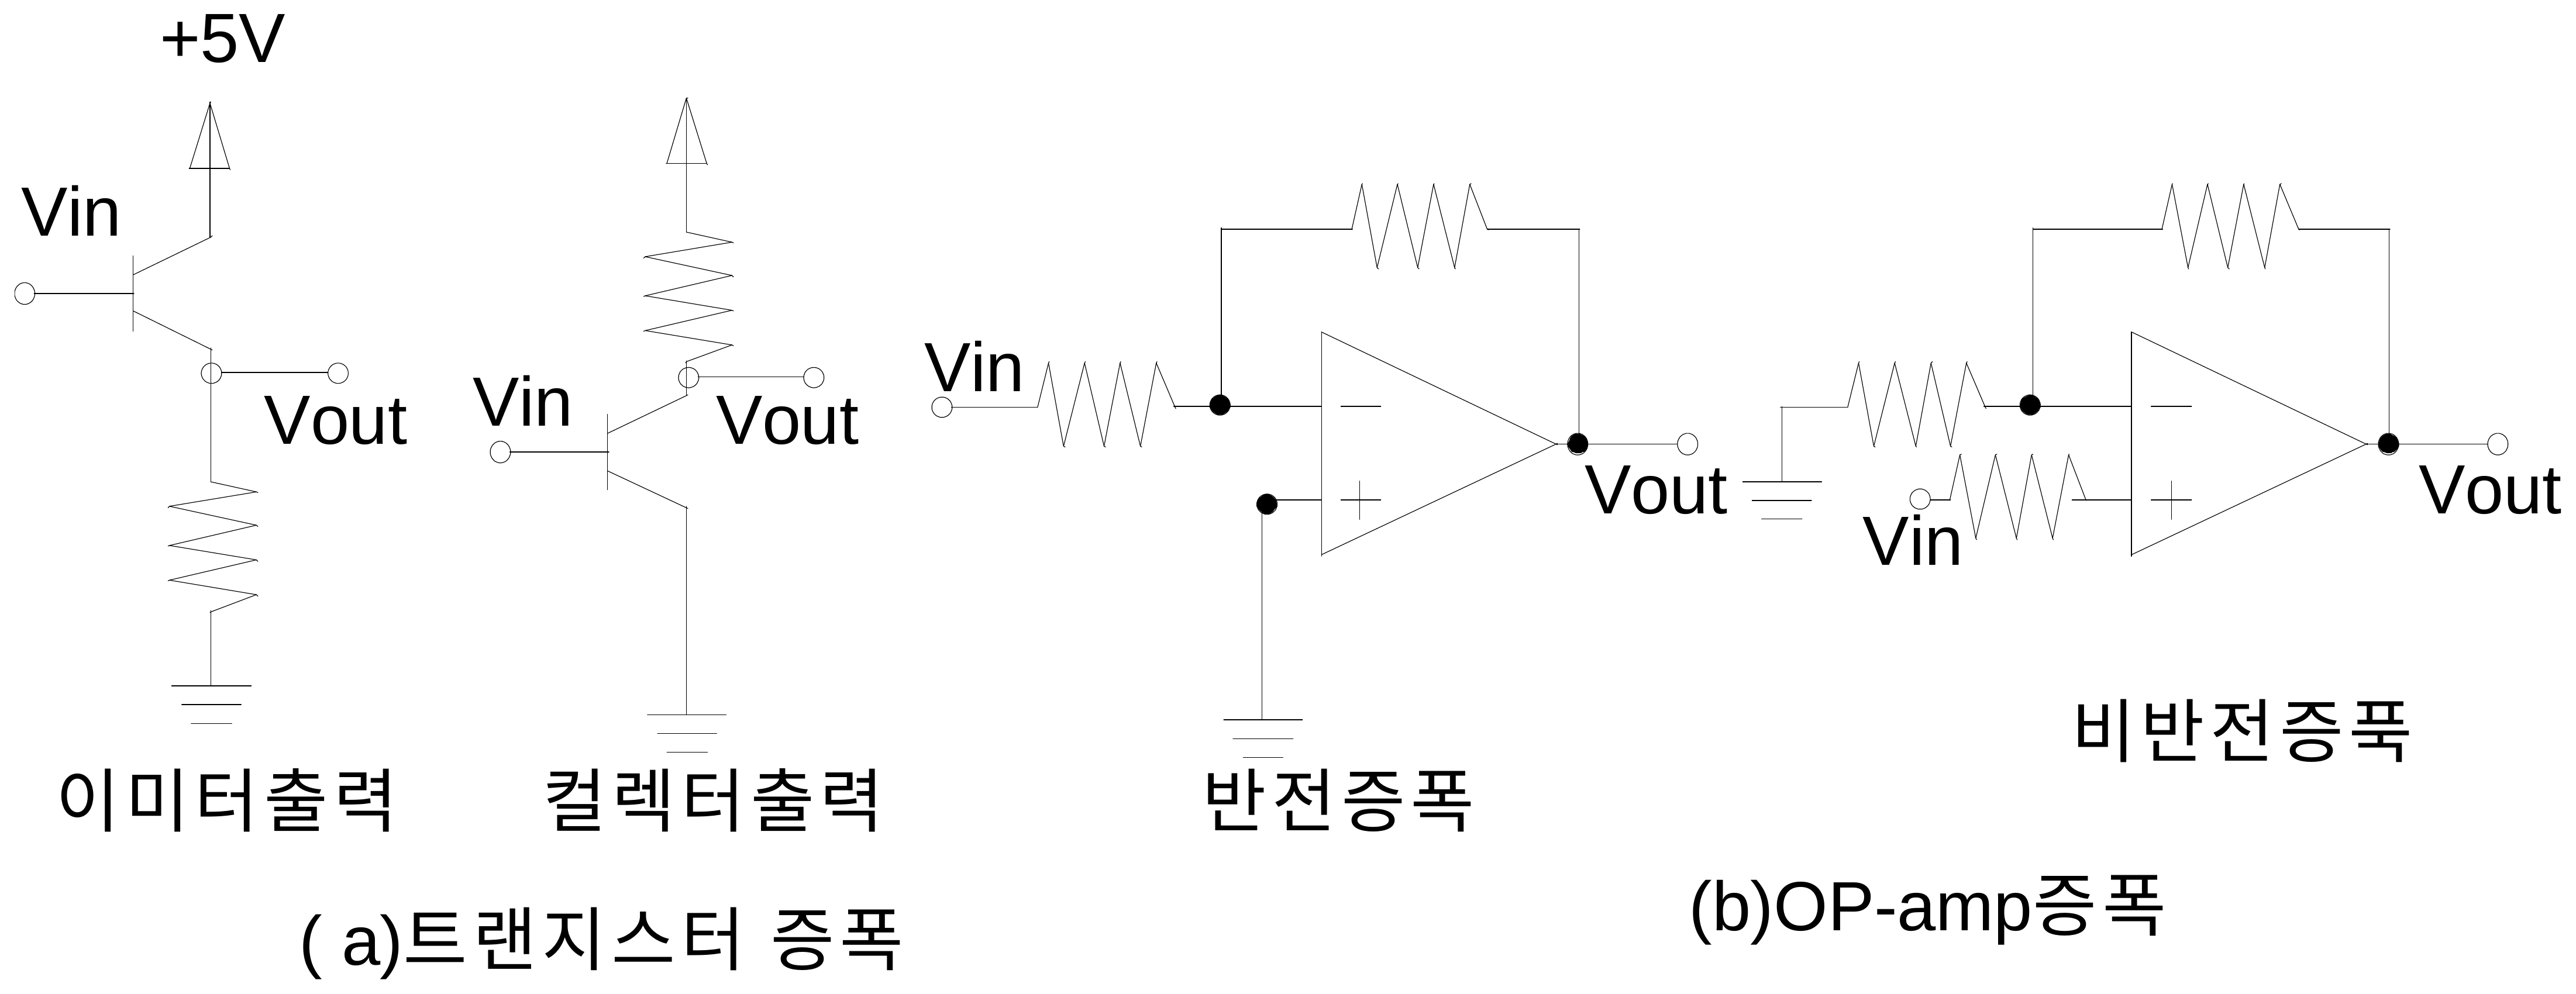 +5V
Vin
Vout
이미터출력
Vin
Vout
컬렉터출력
( a)트랜지스터 증폭
Vin
−
+
Vout
반전증폭
−
+
Vin
Vout
비반전증폭
(b)OP-amp증폭